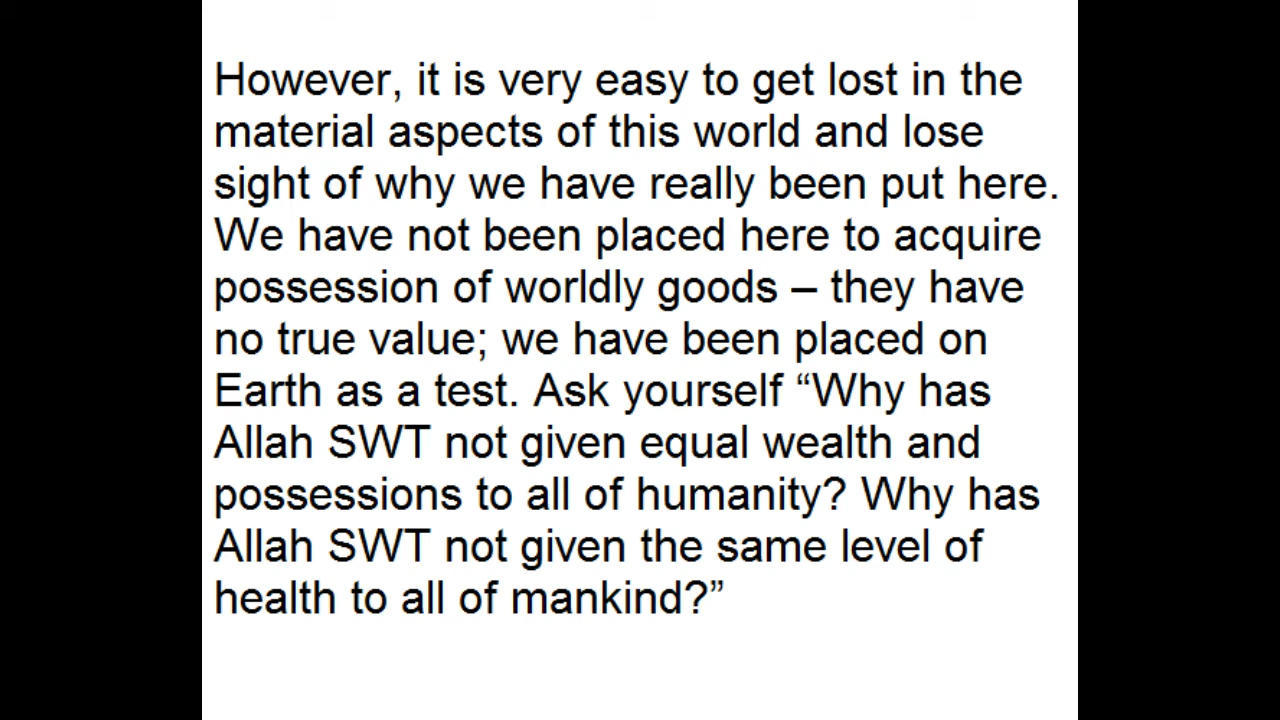 However, it is very easy to get lost in the
material aspects of this world and lose
sight of why we have really been put here.
We have not been placed here to acquire
possession of worldly goods – they have
no true value; we have been placed on
Earth as a test. Ask yourself “Why has
Allah SWT not given equal wealth and
possessions to all of humanity? Why has
Allah SWT not given the same level of
health to all of mankind?”